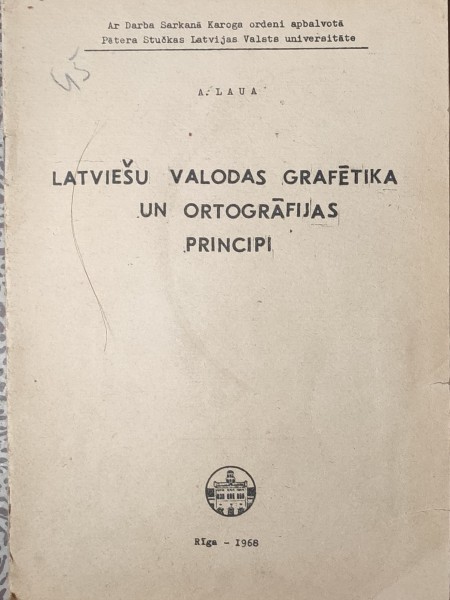 Ar Darba Sarkanā Karoga ordeni apbalvotā
Pētera Stučkas Latvijas Valsts universitāte
45
A. LAUA
LATVIEŠU VALODAS GRAFĒTIKA
UN ORTOGRĀFIJAS
PRINCIPI
Rīga - 1968